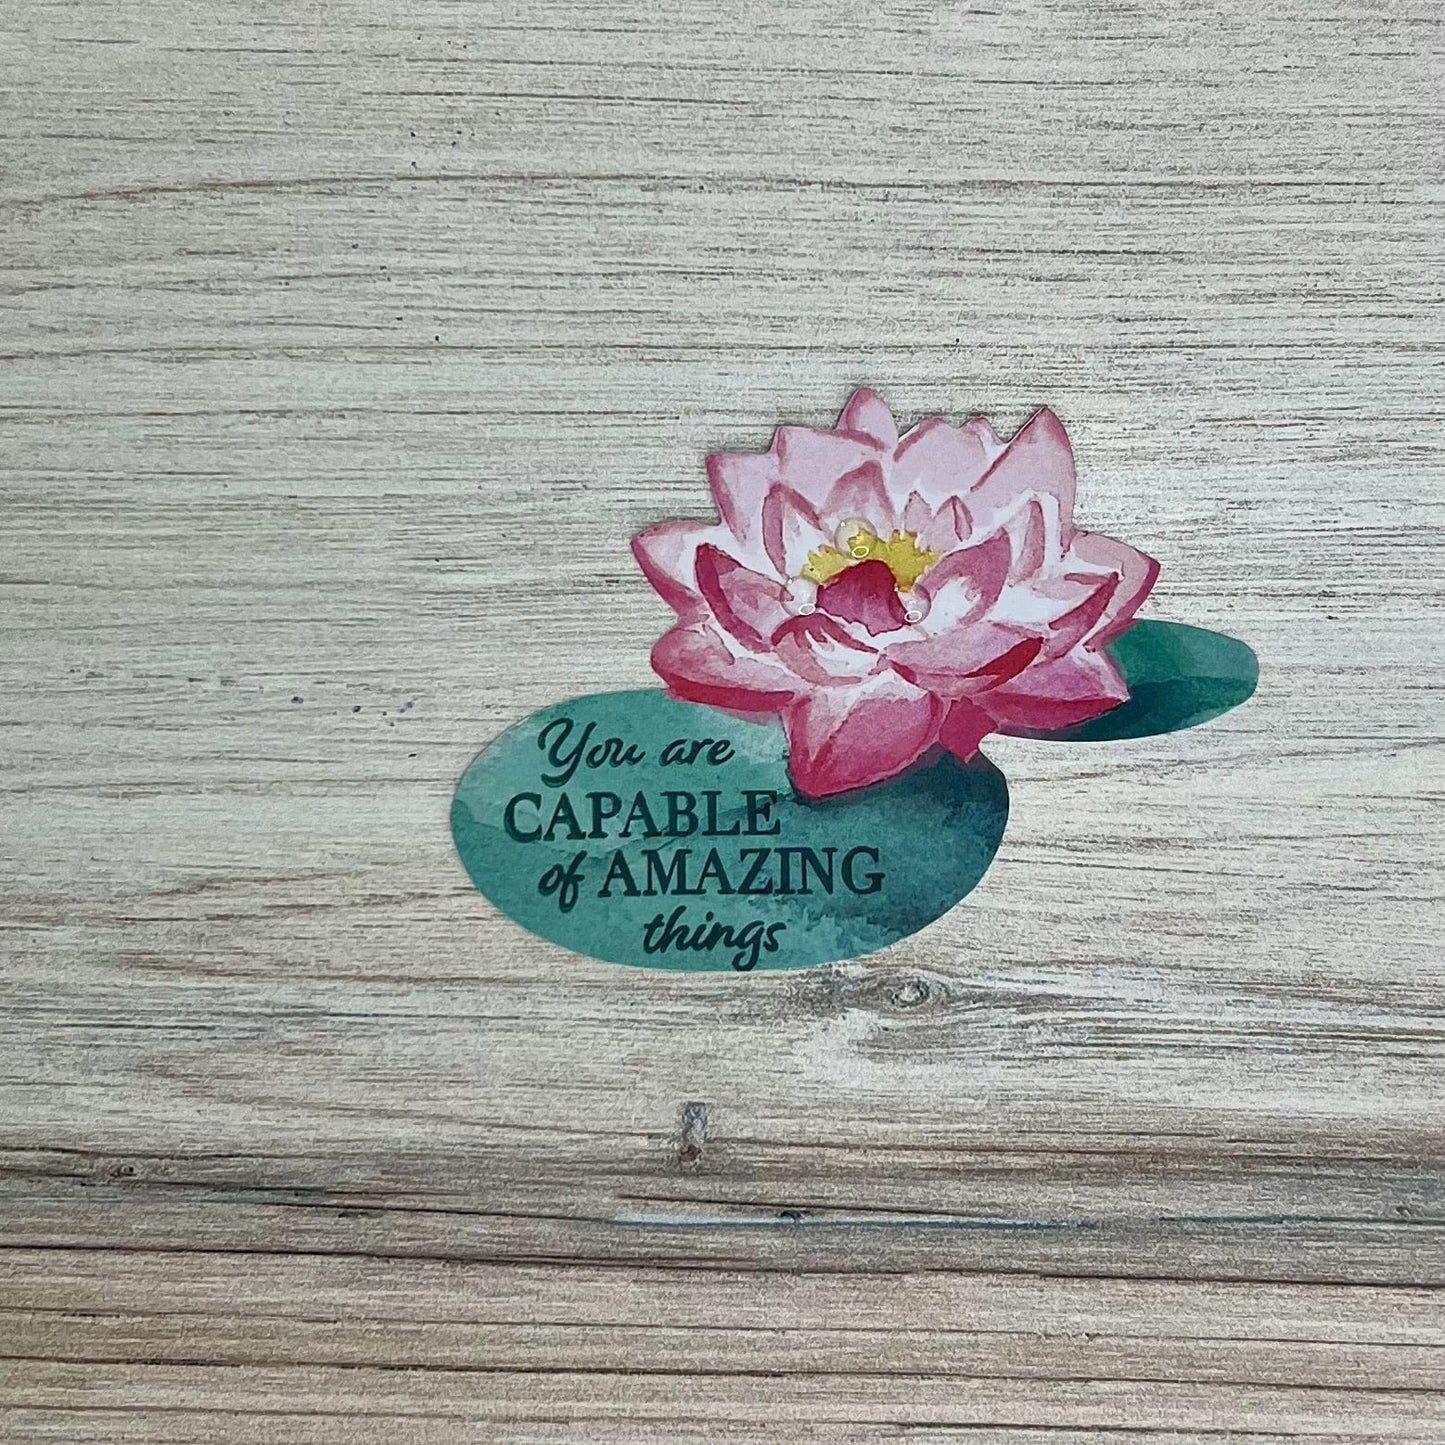 You are
CAPABLE
of AMAZING
things